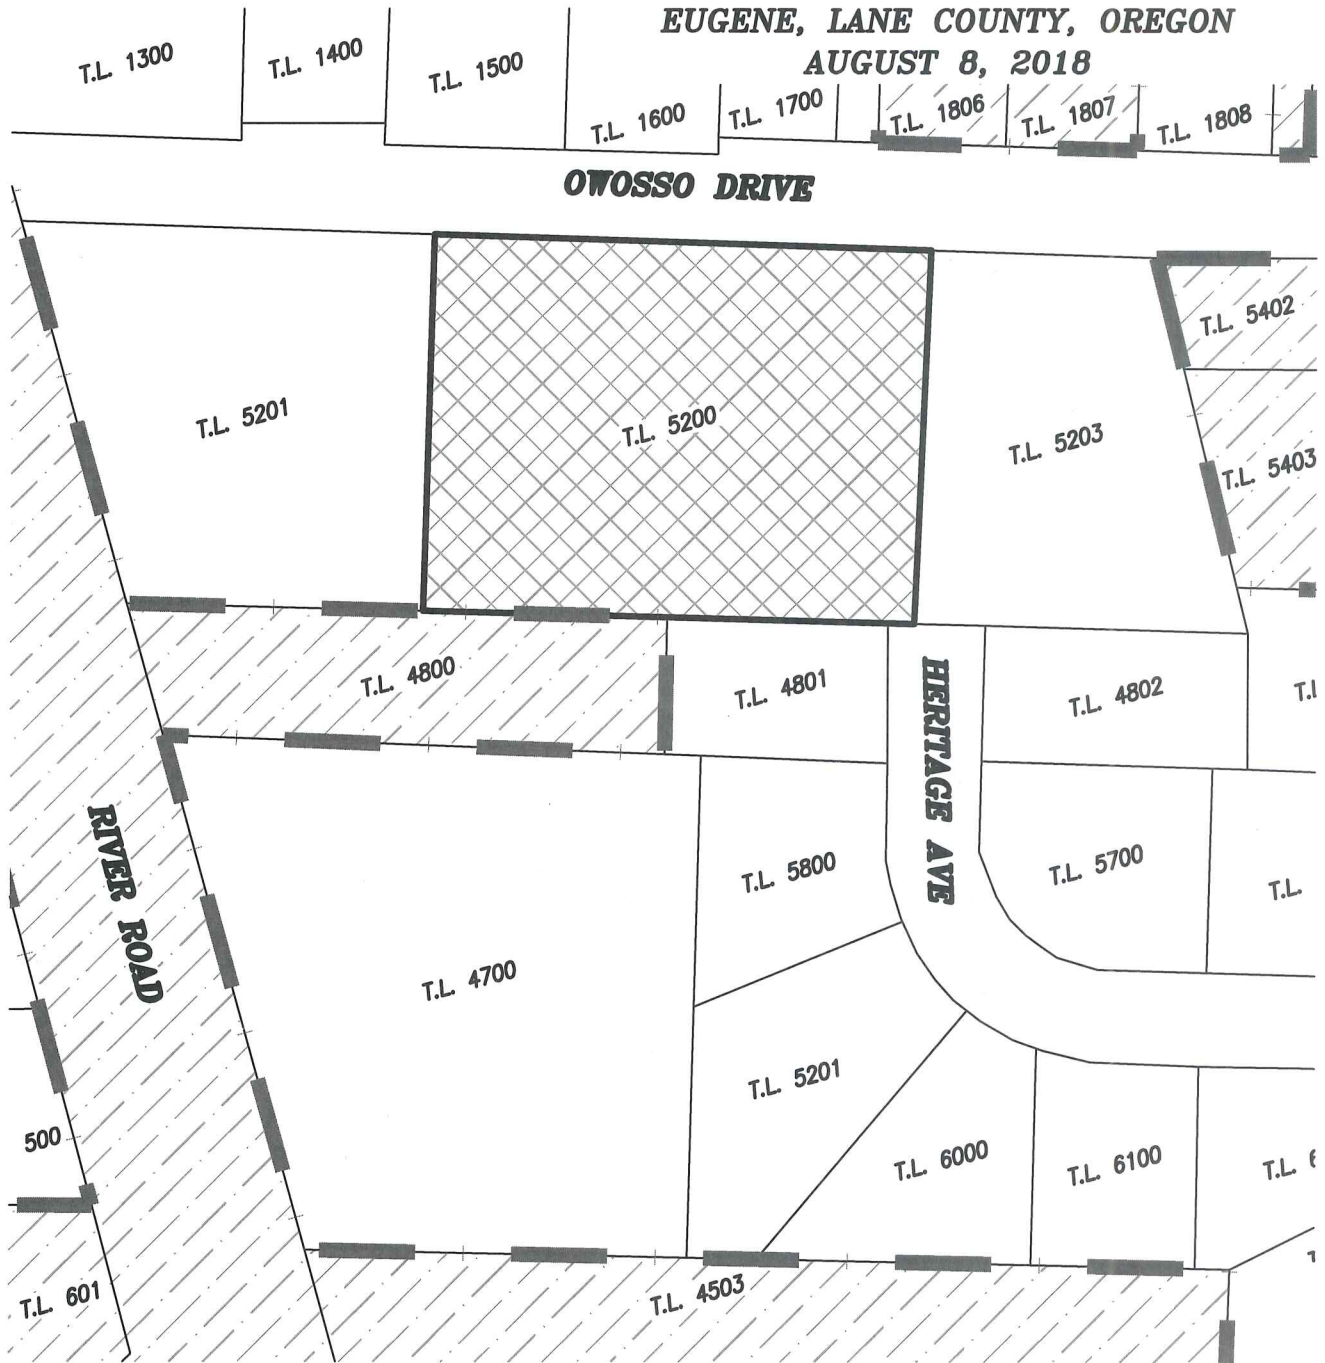 EUGENE, LANE COUNTY, OREGON
AUGUST 8, 2018
T.L. 1300
T.L. 1400
T.L. 1500
T.L. 1600
T.L. 1700
T.L. 1806
T.L. 1807
T.L. 1808
OWOSSO DRIVE
T.L. 5201
T.L. 5200
T.L. 5203
T.L. 5402
T.L. 5403
T.L. 4800
T.L. 4801
HERITAGE AVE
T.L. 4802
RIVER ROAD
T.L. 5800
T.L. 5700
T.L.
T.L. 4700
T.L. 5201
T.L. 6000
T.L. 6100
T.L.
500
T.L. 601
T.L. 4503